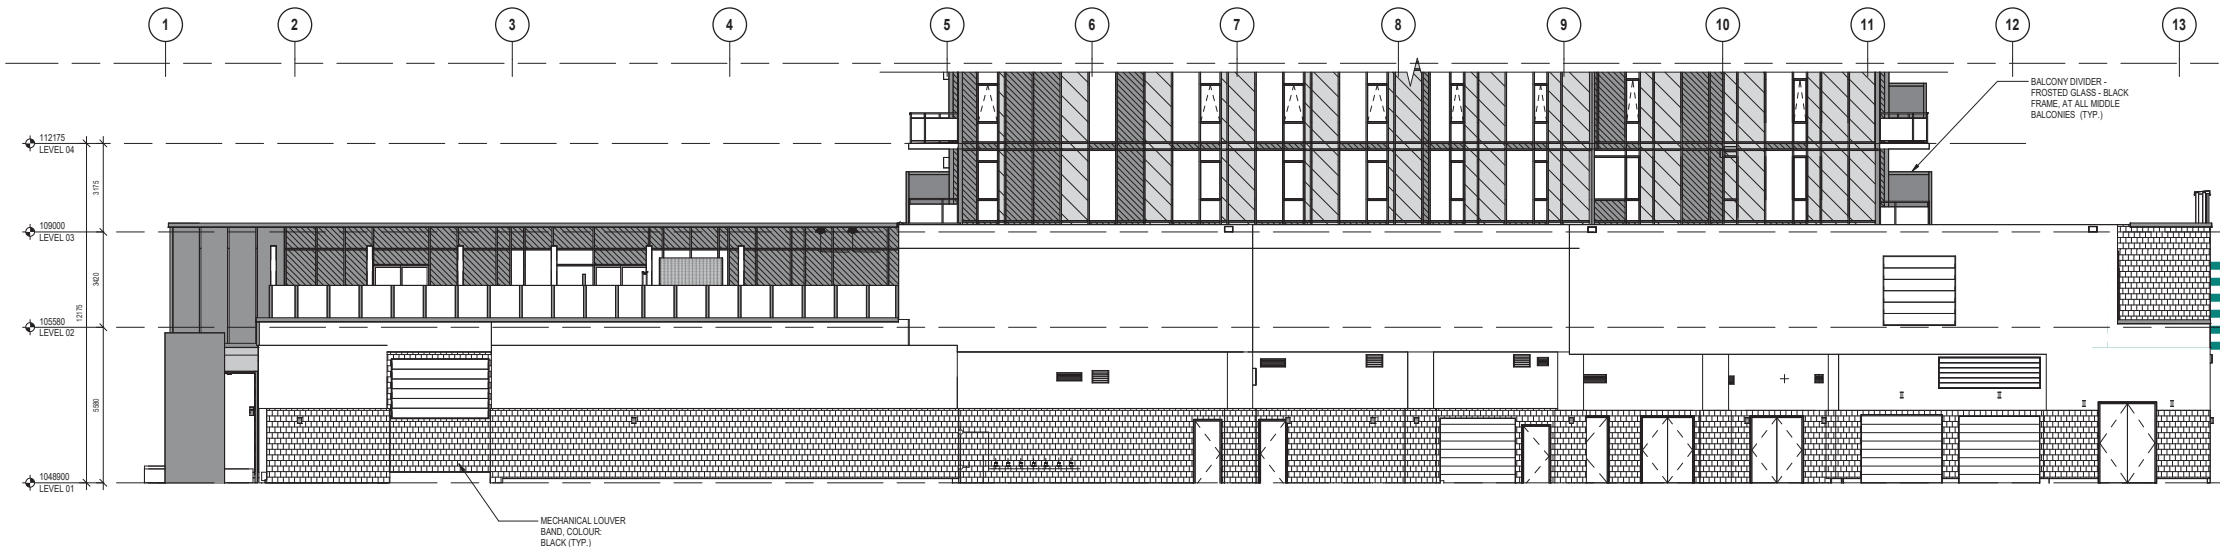 1 2 3 4 5 6 7 8 9 10 11 12 13
BALCONY DIVIDER -
FROSTED GLASS - BLACK
FRAME, AT ALL MIDDLE
BALCONIES (TYP.)
112175
LEVEL 04
3175
109000
LEVEL 03
3420
12175
105580
LEVEL 02
5580
1048900
LEVEL 01
MECHANICAL LOUVER
BAND, COLOUR:
BLACK (TYP.)